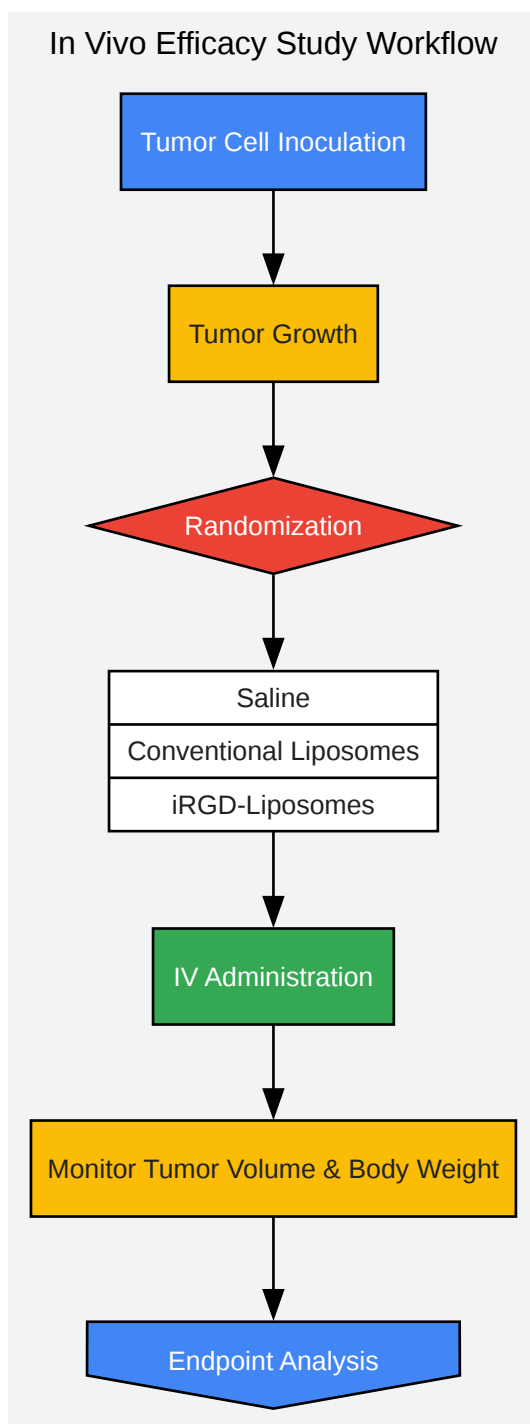 In Vivo Efficacy Study Workflow
Tumor Cell Inoculation
Tumor Growth
Randomization
Saline
Conventional Liposomes
iRGD-Liposomes
IV Administration
Monitor Tumor Volume & Body Weight
Endpoint Analysis